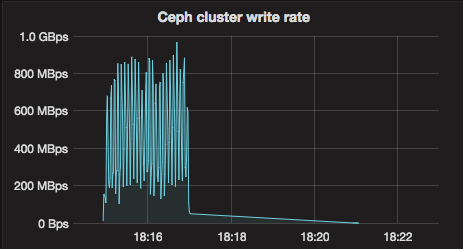 Ceph cluster write rate
1.0 GBps
800 MBps
600 MBps
400 MBps
200 MBps
0 Bps
18:16 18:18 18:20 18:22